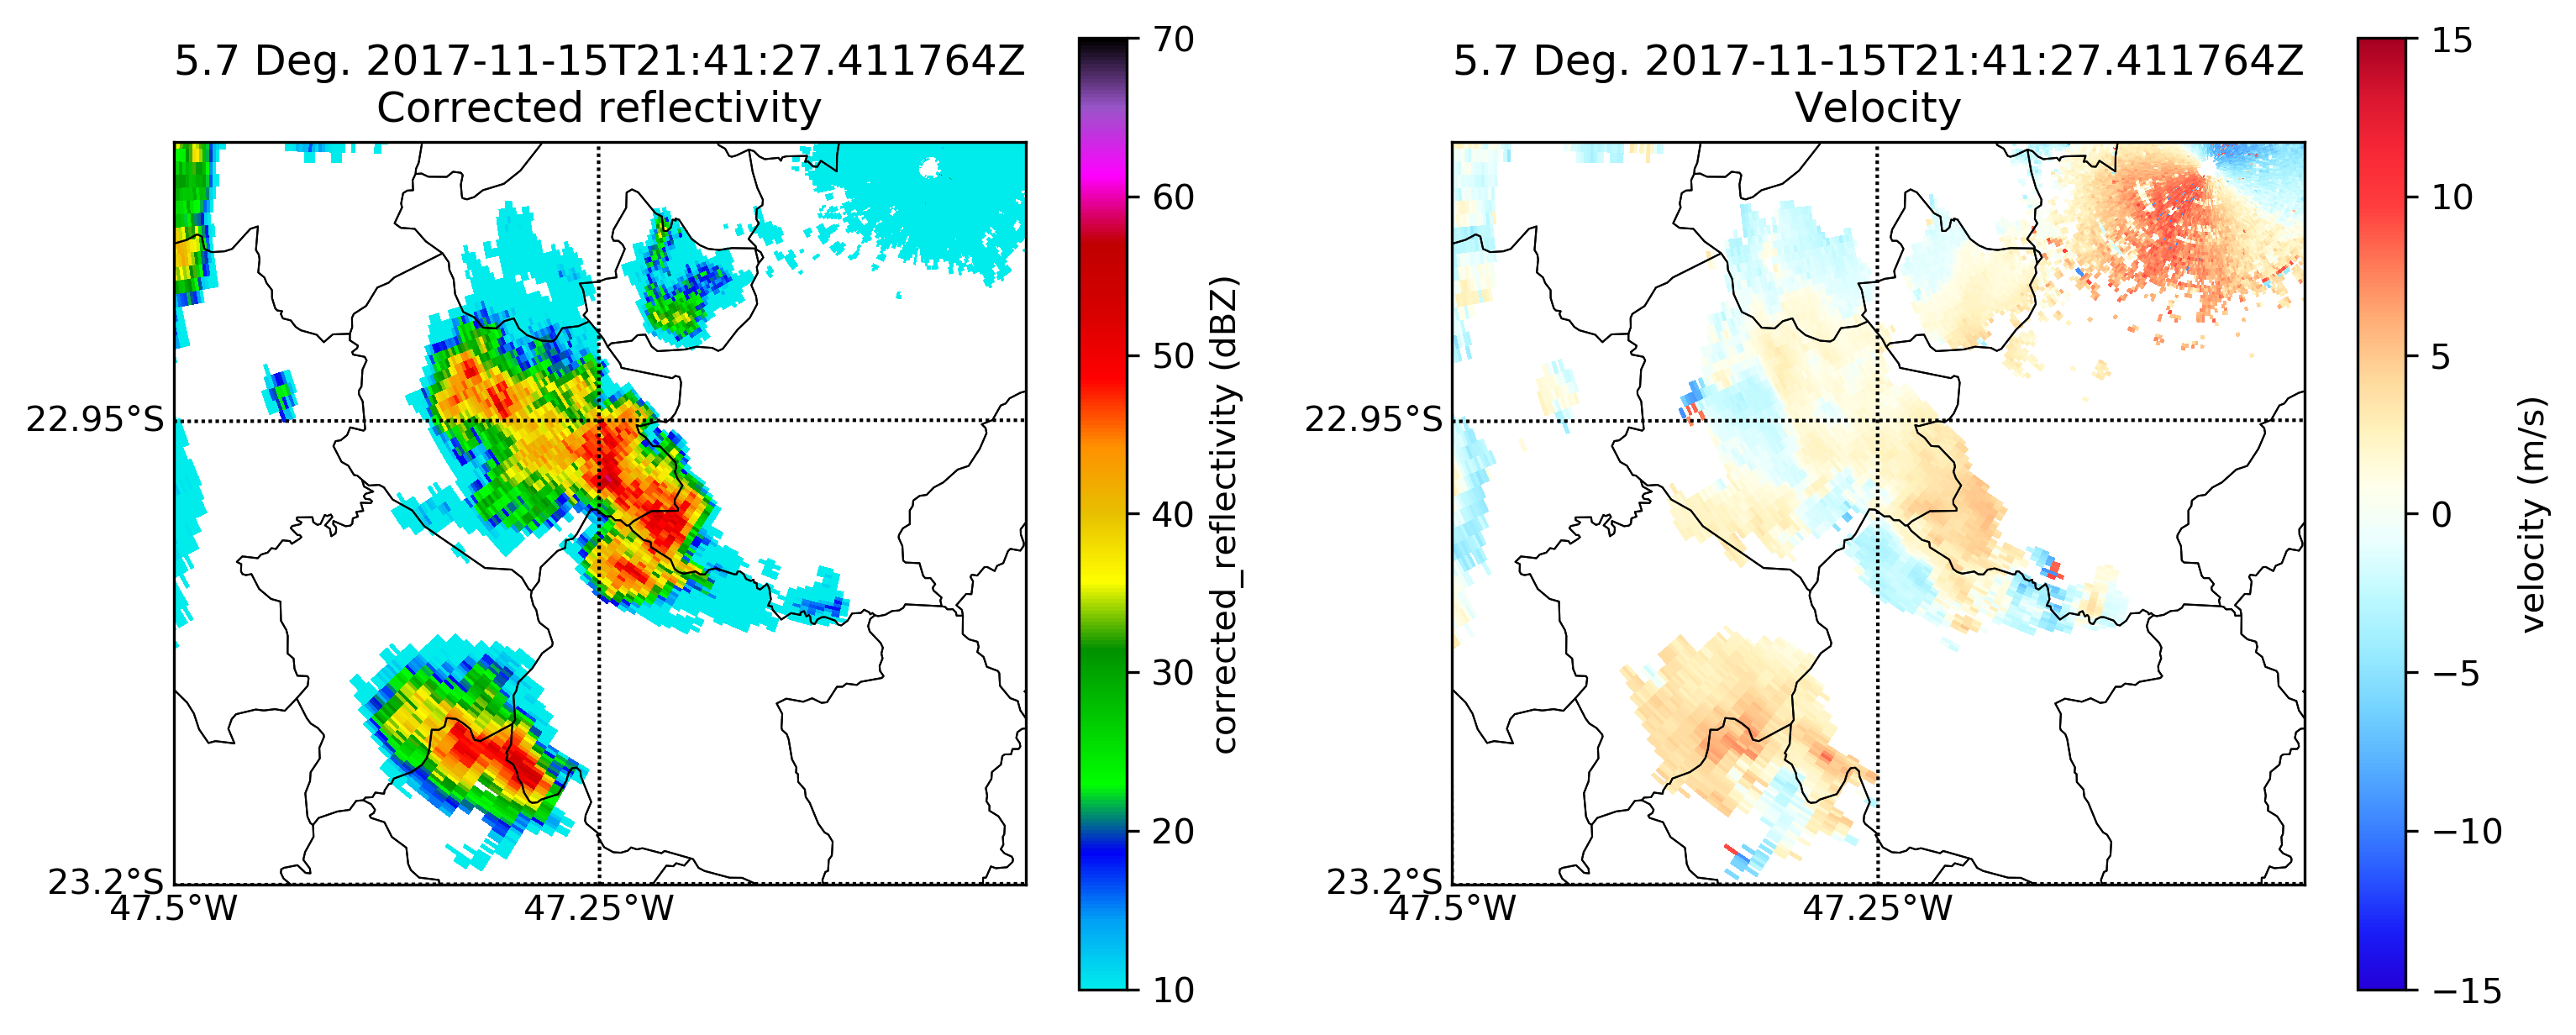 5.7 Deg. 2017-11-15T21:41:27.411764Z
Corrected reflectivity
22.95°S
23.2°S
47.5°W
47.25°W
70
60
50
40
30
20
10
corrected_reflectivity (dBZ)
5.7 Deg. 2017-11-15T21:41:27.411764Z
Velocity
22.95°S
23.2°S
47.5°W
47.25°W
15
10
5
0
−5
−10
−15
velocity (m/s)